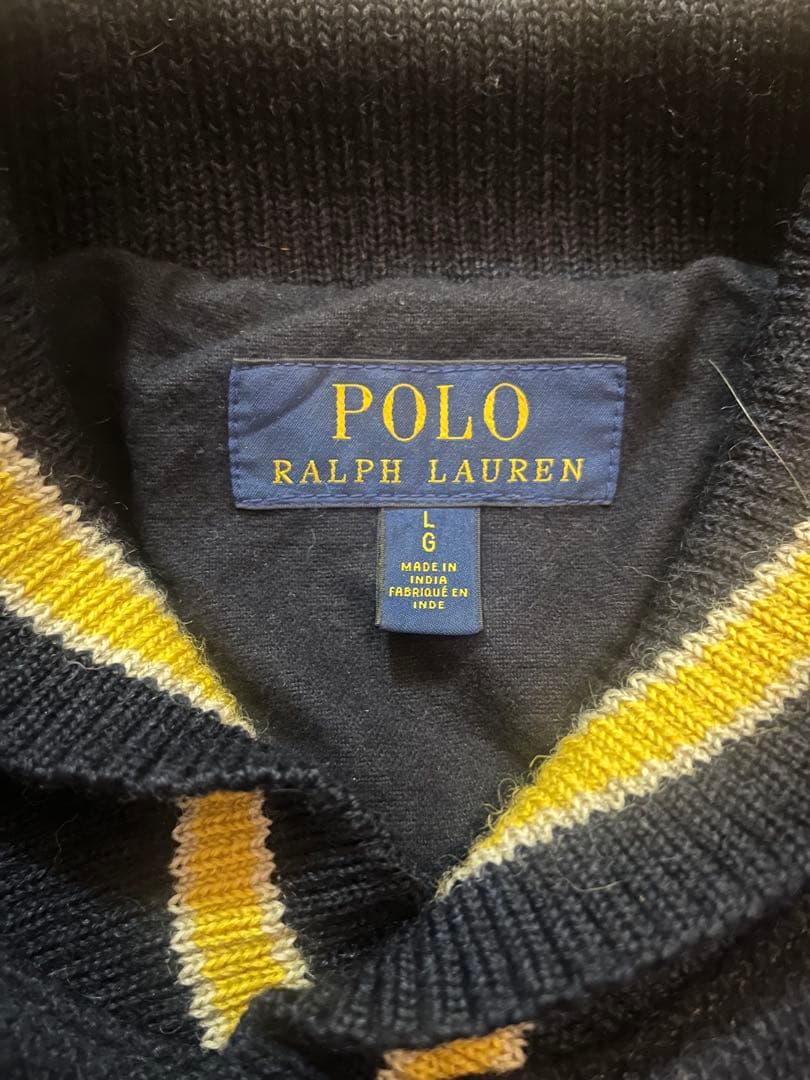 POLO
RALPH LAUREN
L
G
MADE IN
INDIA
FABRIQUÉ EN
INDE